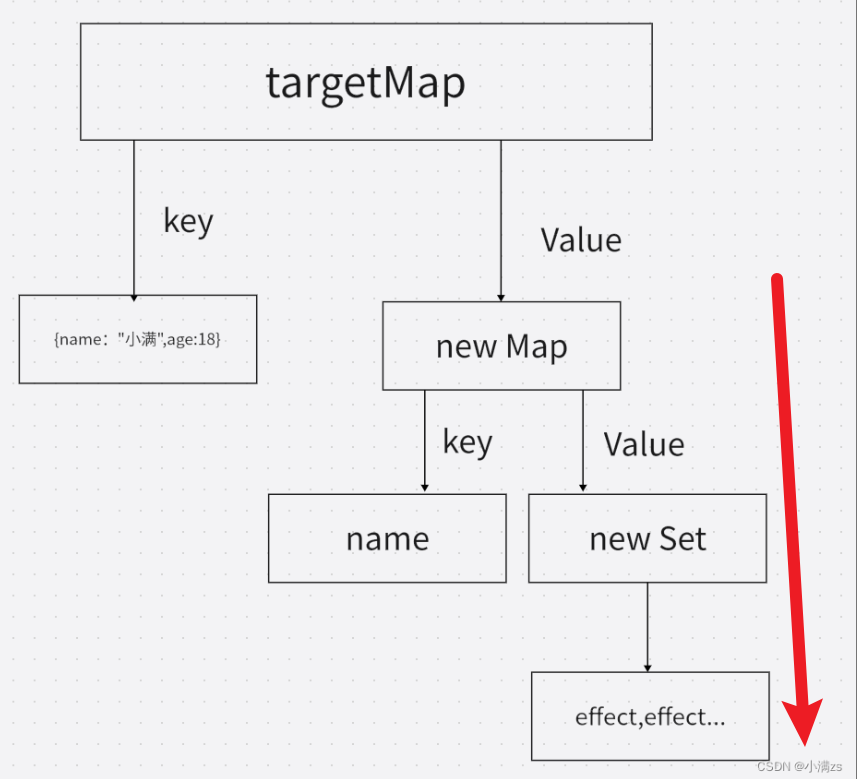 targetMap
key
Value
{name："小满",age:18}
new Map
key
Value
name
new Set
effect,effect...
CSDN @小满zs